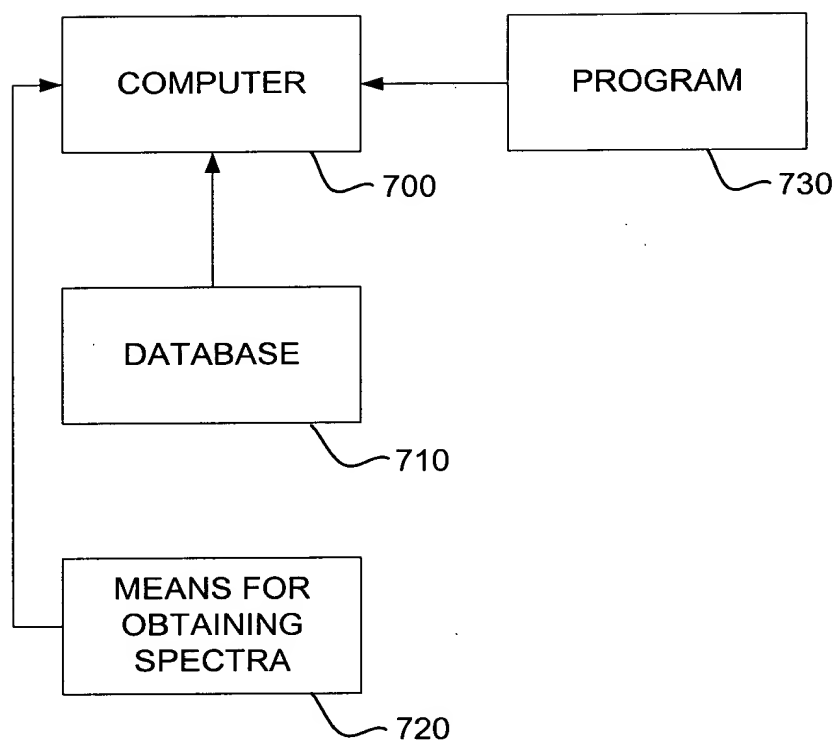 COMPUTER
700
PROGRAM
730
DATABASE
710
MEANS FOR
OBTAINING
SPECTRA
720